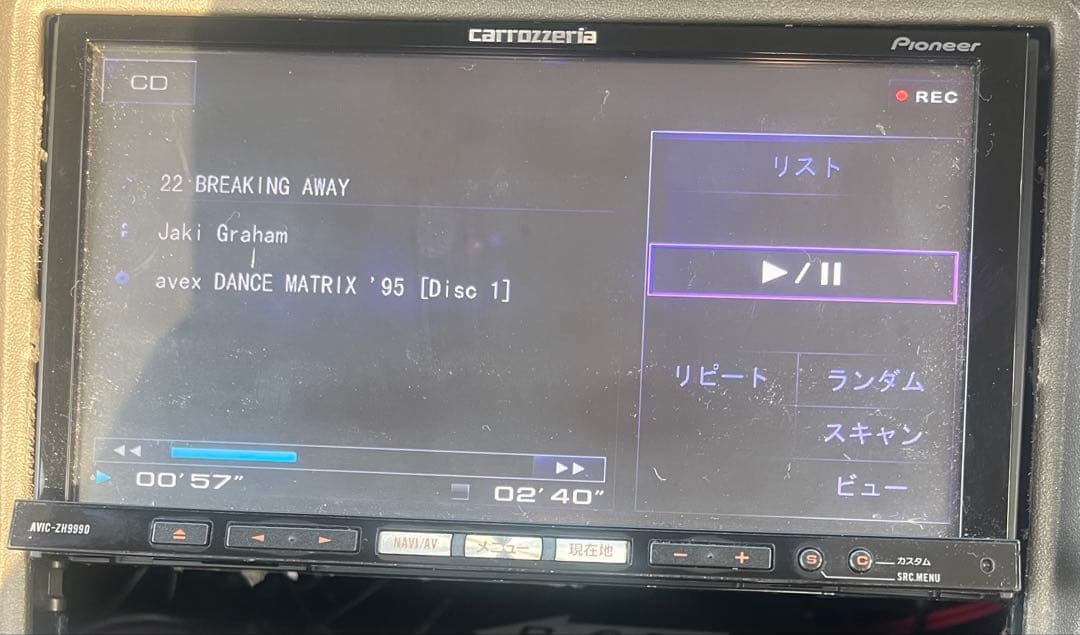 carrozzeria
Pioneer
CD
REC
22 BREAKING AWAY
Jaki Graham
avex DANCE MATRIX '95 [Disc 1]
リスト
▶/❚❚
リピート
ランダム
スキャン
ビュー
◀◀
▶▶
00'57"
02'40"
AVIC-ZH9990
NAVI/AV
メニュー
現在地
− +
S
C
カスタム
SRC.MENU